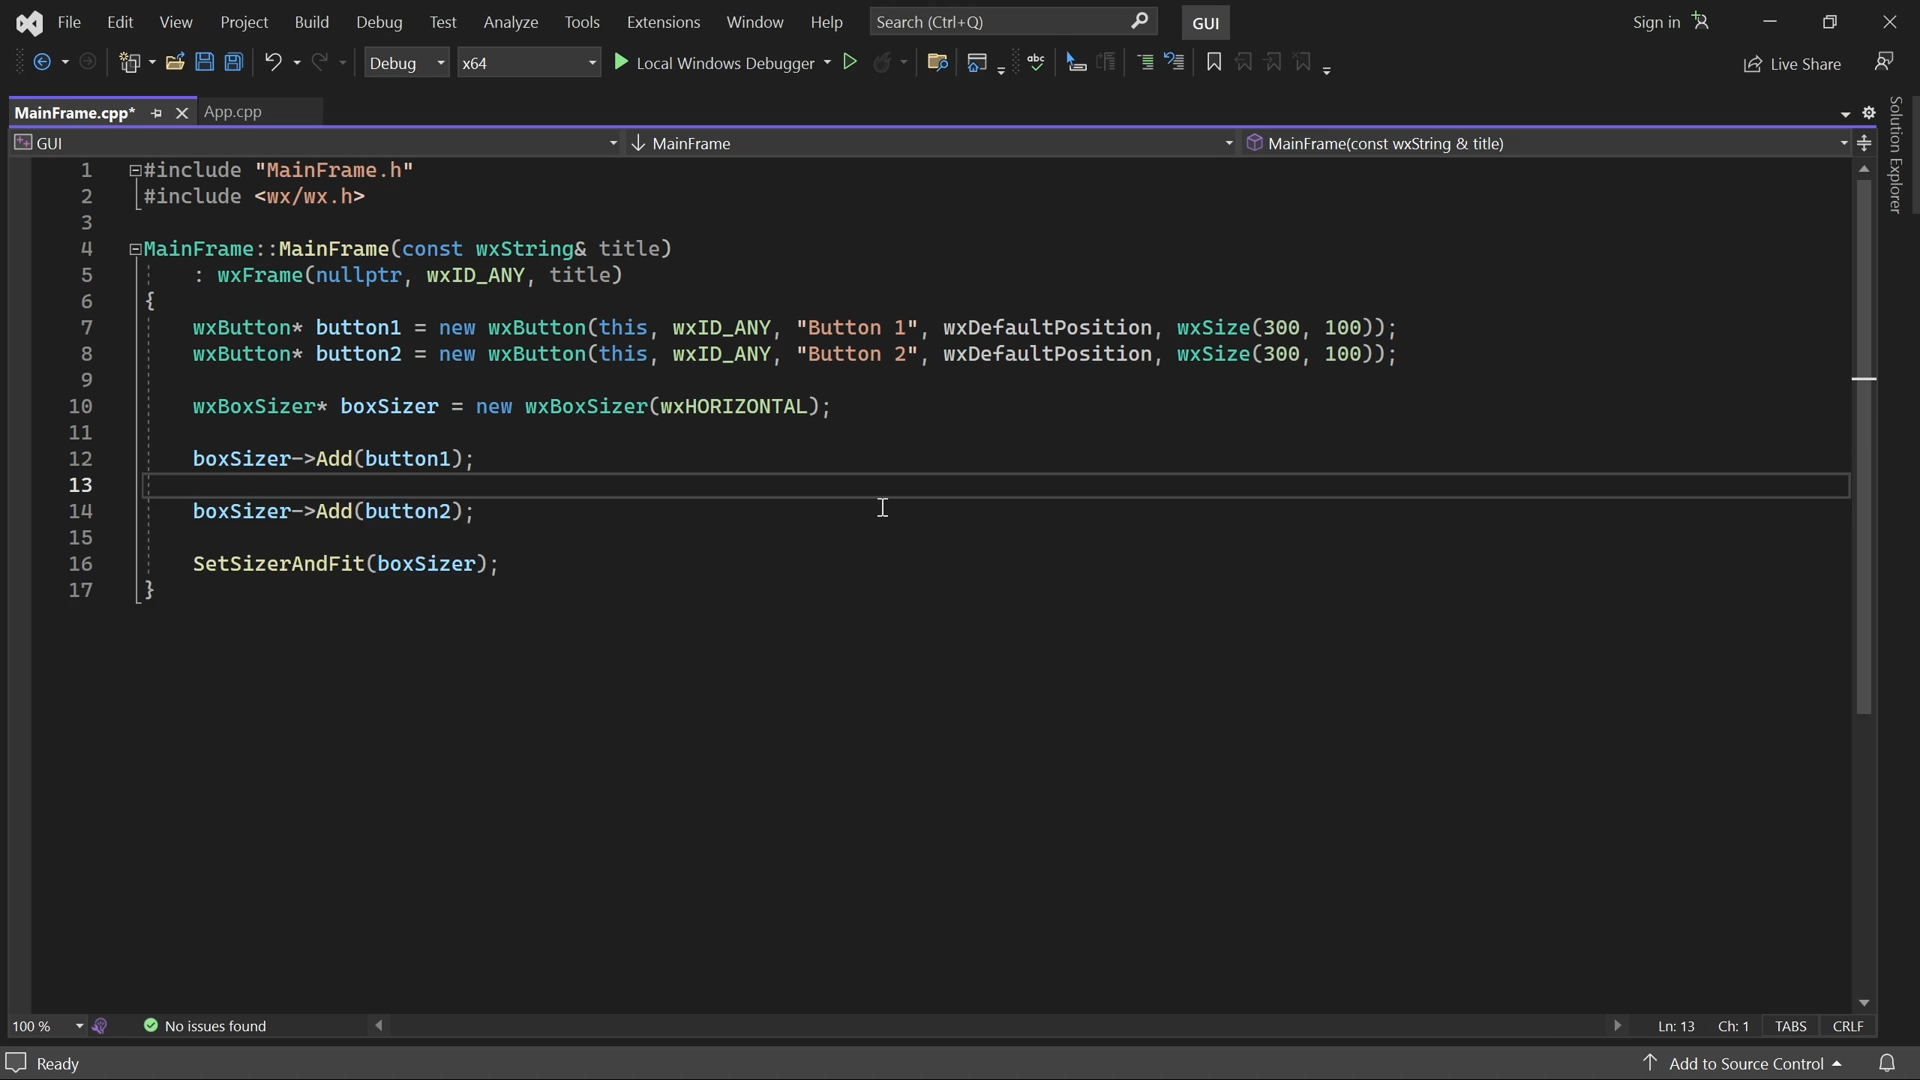 File Edit View Project Build Debug Test Analyze Tools Extensions Window Help Search (Ctrl+Q) GUI Sign in
Debug x64 Local Windows Debugger Live Share
MainFrame.cpp* App.cpp
GUI MainFrame MainFrame(const wxString & title)
Solution Explorer
1 #include "MainFrame.h"
2 #include <wx/wx.h>
3
4 MainFrame::MainFrame(const wxString& title)
5 : wxFrame(nullptr, wxID_ANY, title)
6 {
7 wxButton* button1 = new wxButton(this, wxID_ANY, "Button 1", wxDefaultPosition, wxSize(300, 100));
8 wxButton* button2 = new wxButton(this, wxID_ANY, "Button 2", wxDefaultPosition, wxSize(300, 100));
9
10 wxBoxSizer* boxSizer = new wxBoxSizer(wxHORIZONTAL);
11
12 boxSizer->Add(button1);
13
14 boxSizer->Add(button2);
15
16 SetSizerAndFit(boxSizer);
17 }
100 % No issues found Ln: 13 Ch: 1 TABS CRLF
Ready Add to Source Control